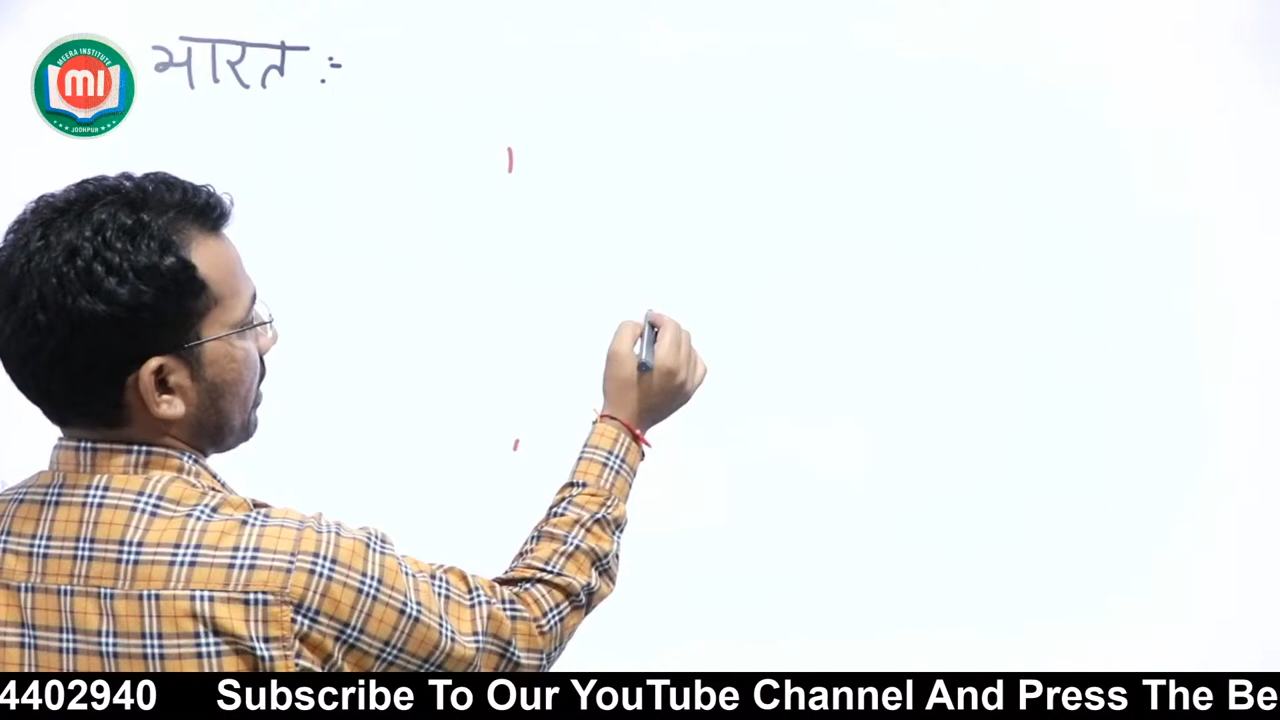 भारत :-
MEERA INSTITUTE
MI
JODHPUR
4402940 Subscribe To Our YouTube Channel And Press The Be